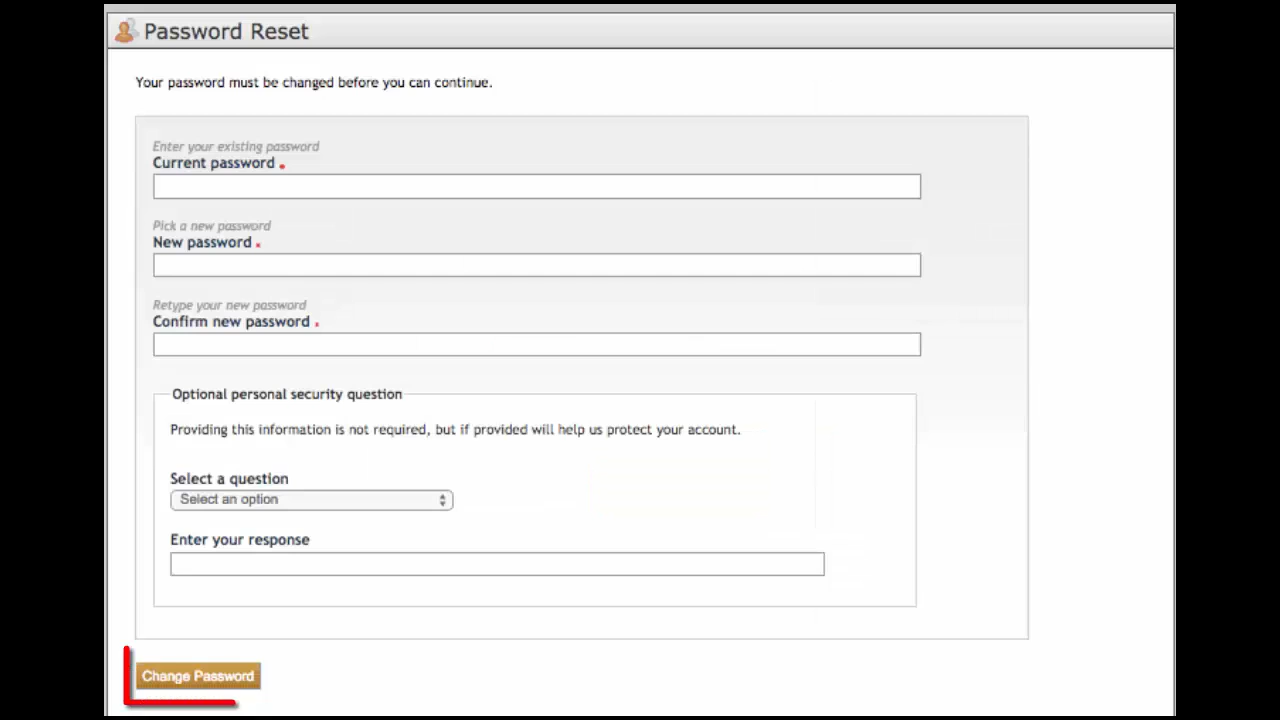 Password Reset
Your password must be changed before you can continue.
Enter your existing password
Current password
Pick a new password
New password
Retype your new password
Confirm new password
Optional personal security question
Providing this information is not required, but if provided will help us protect your account.
Select a question
Select an option
Enter your response
Change Password